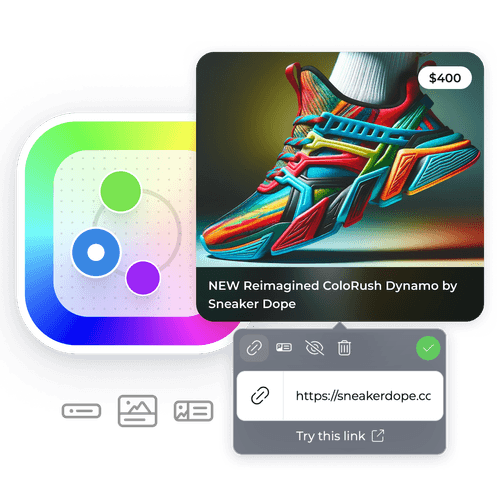 $400
NEW Reimagined ColoRush Dynamo by
Sneaker Dope
https://sneakerdope.cc
Try this link